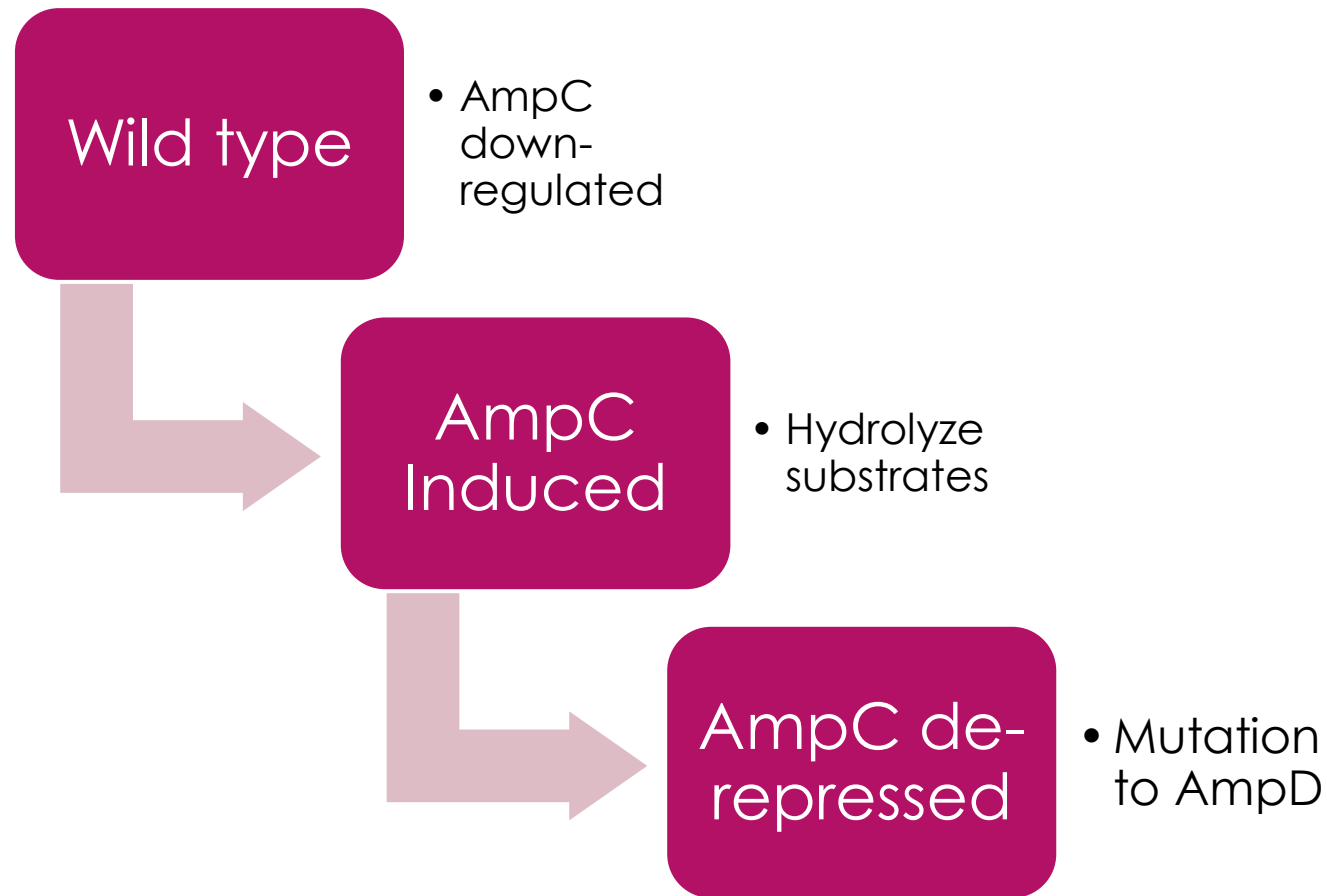 Wild type
• AmpC
down-
regulated
AmpC
Induced
• Hydrolyze
substrates
AmpC de-
repressed
• Mutation
to AmpD